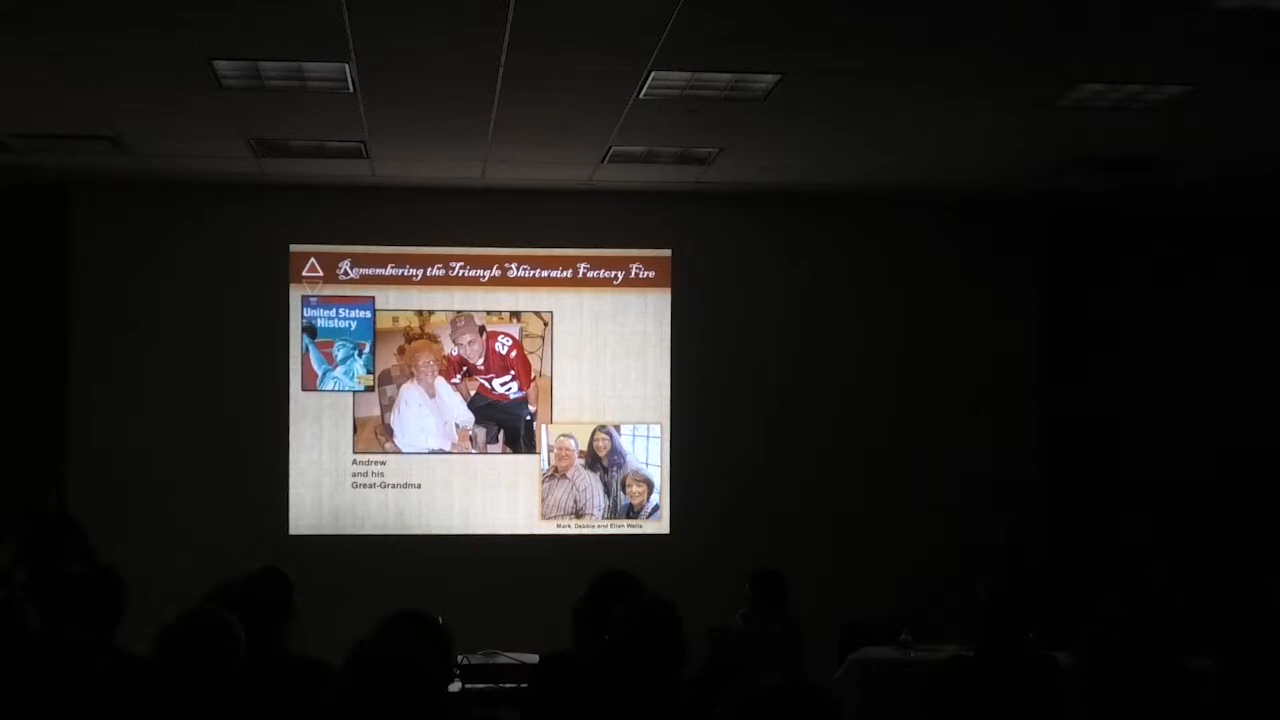 Remembering the Triangle Shirtwaist Factory Fire
United States
History
26
Andrew
and his
Great-Grandma
Mark, Debbie and Ellen Wells